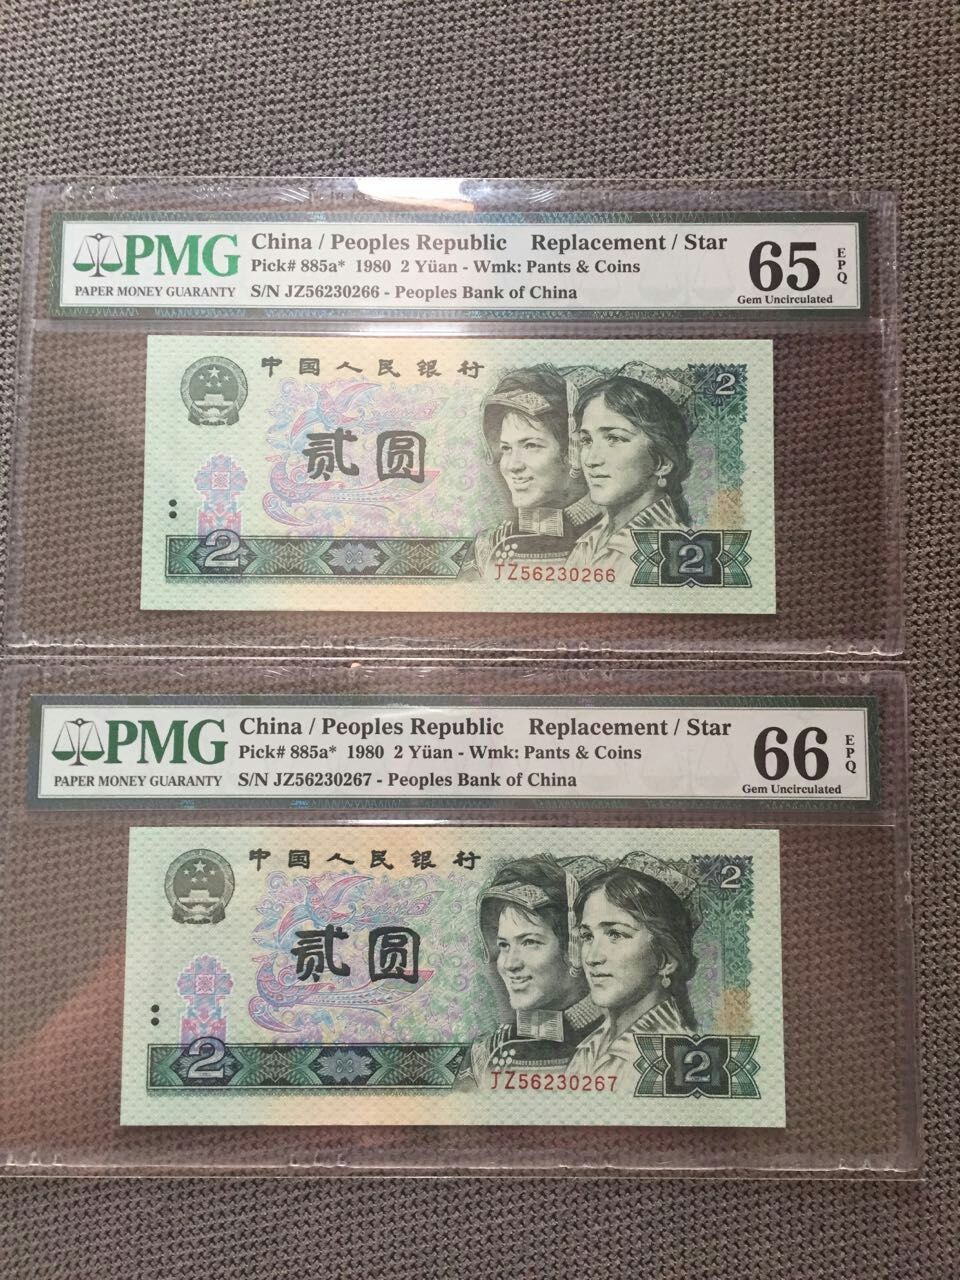 PMG
PAPER MONEY GUARANTY
China / Peoples Republic Replacement / Star
Pick# 885a* 1980 2 Yüan - Wmk: Pants & Coins
S/N JZ56230266 - Peoples Bank of China
65
EPQ
Gem Uncirculated
中国人民银行
2
贰圆
2
2
JZ56230266
PMG
PAPER MONEY GUARANTY
China / Peoples Republic Replacement / Star
Pick# 885a* 1980 2 Yüan - Wmk: Pants & Coins
S/N JZ56230267 - Peoples Bank of China
66
EPQ
Gem Uncirculated
中国人民银行
2
贰圆
2
2
JZ56230267